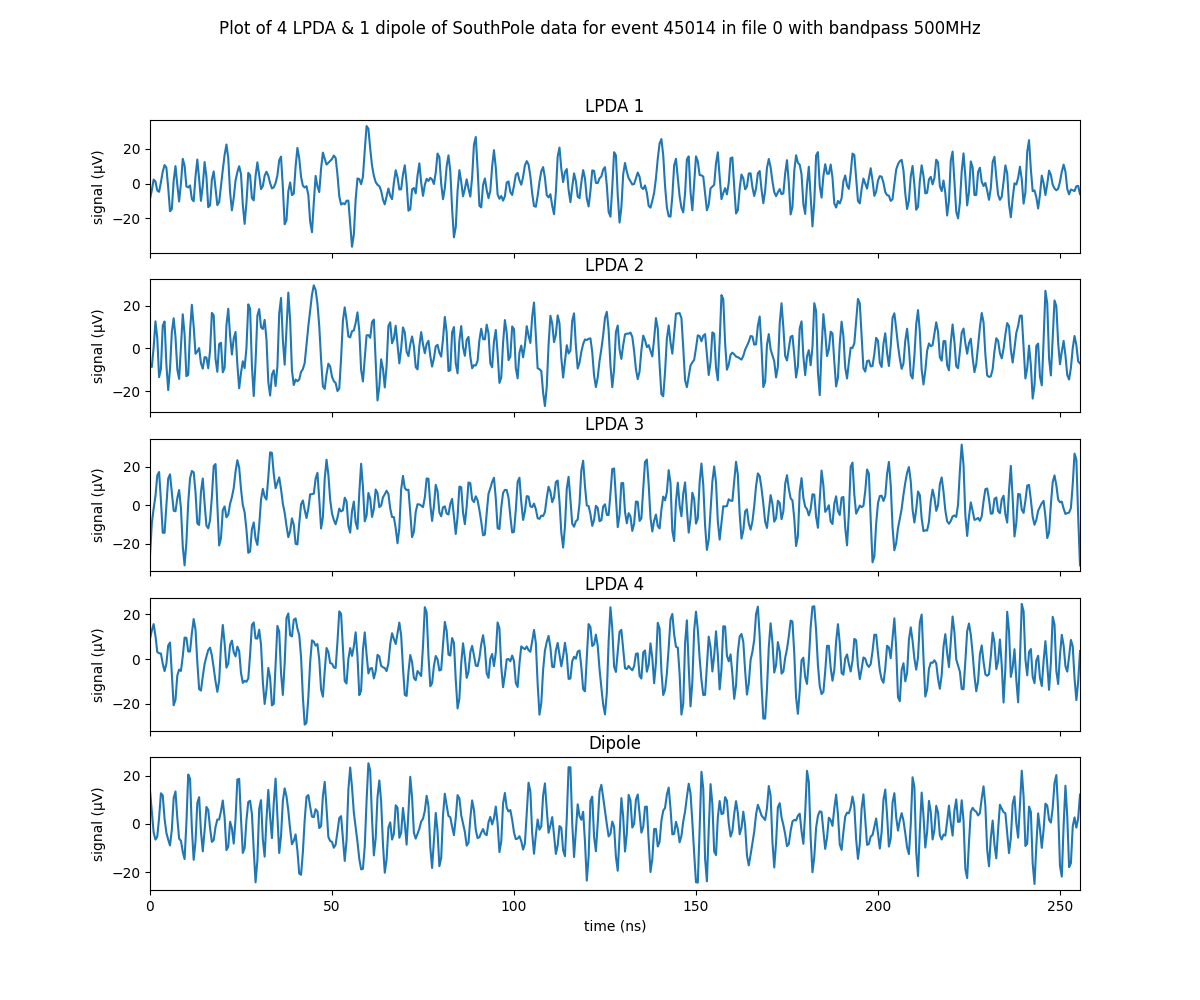 Plot of 4 LPDA & 1 dipole of SouthPole data for event 45014 in file 0 with bandpass 500MHz
LPDA 1
signal (µV)
20
0
−20
LPDA 2
signal (µV)
20
0
−20
LPDA 3
signal (µV)
20
0
−20
LPDA 4
signal (µV)
20
0
−20
Dipole
signal (µV)
20
0
−20
0 50 100 150 200 250
time (ns)